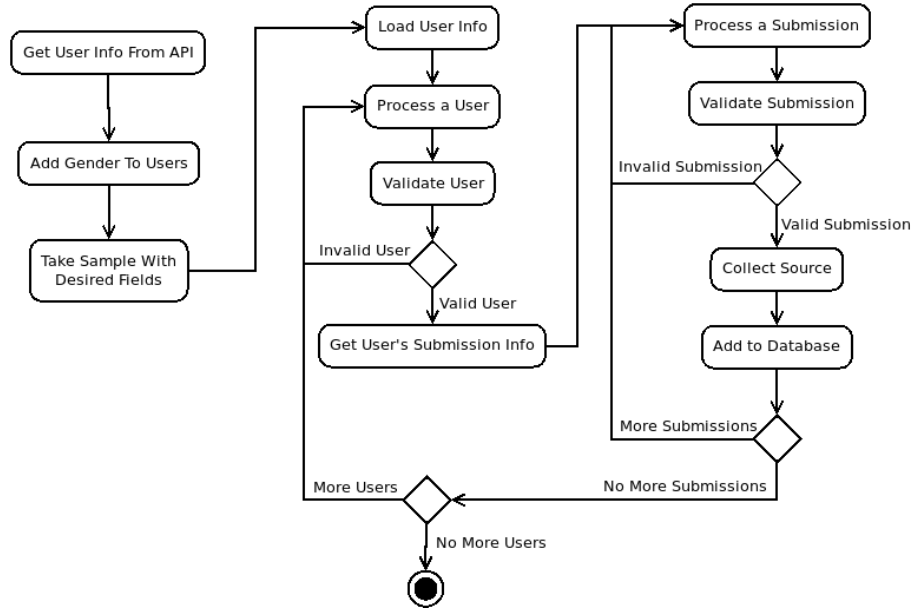 Get User Info From API
Add Gender To Users
Take Sample With
Desired Fields
Load User Info
Process a User
Validate User
Invalid User
Valid User
Get User's Submission Info
Process a Submission
Validate Submission
Invalid Submission
Valid Submission
Collect Source
Add to Database
More Submissions
No More Submissions
More Users
No More Users